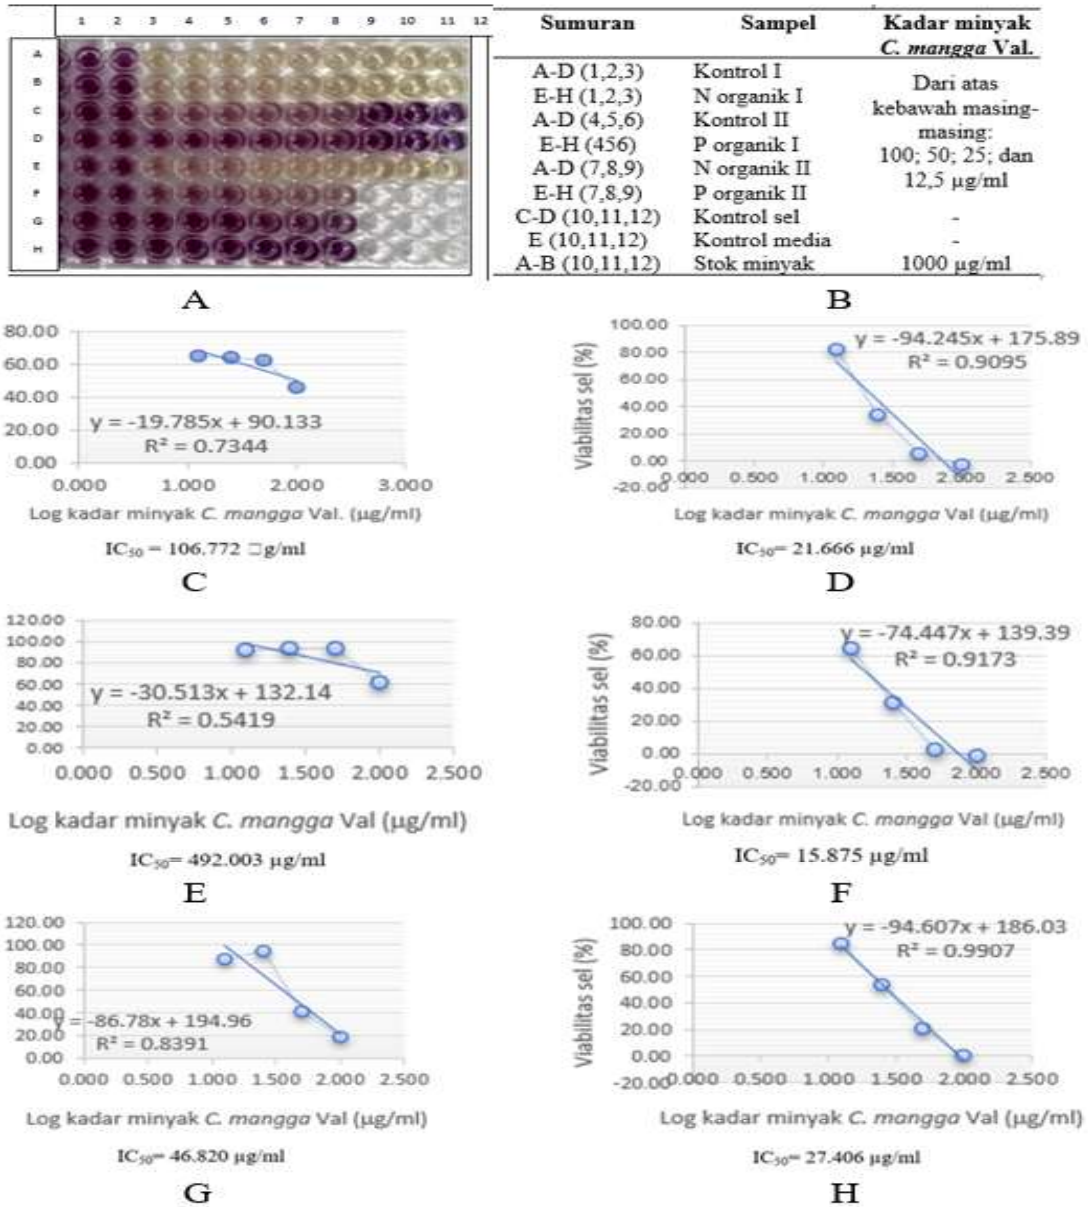 1 2 3 4 5 6 7 8 9 10 11 12
A
B
C
D
E
F
G
H
A
Sumuran Sampel Kadar minyak
C. mangga Val.
A-D (1,2,3) Kontrol I
E-H (1,2,3) N organik I
A-D (4,5,6) Kontrol II
E-H (456) P organik I
A-D (7,8,9) N organik II
E-H (7,8,9) P organik II
Dari atas
kebawah masing-
masing:
100; 50; 25; dan
12,5 µg/ml
C-D (10,11,12) Kontrol sel -
E (10,11,12) Kontrol media -
A-B (10,11,12) Stok minyak 1000 µg/ml
B
80.00
60.00
40.00
20.00
0.00
y = -19.785x + 90.133
R² = 0.7344
0.000 1.000 2.000 3.000
Log kadar minyak C. mangga Val. (µg/ml)
IC₅₀ = 106.772 □g/ml
C
Viabilitas sel (%)
100.00
80.00
60.00
40.00
20.00
0.00
-20.00
y = -94.245x + 175.89
R² = 0.9095
0.000 0.500 1.000 1.500 2.000 2.500
Log kadar minyak C. mangga Val (µg/ml)
IC₅₀= 21.666 µg/ml
D
120.00
100.00
80.00
60.00
40.00
20.00
0.00
y = -30.513x + 132.14
R² = 0.5419
0.000 0.500 1.000 1.500 2.000 2.500
Log kadar minyak C. mangga Val (µg/ml)
IC₅₀= 492.003 µg/ml
E
Viabilitas sel (%)
80.00
60.00
40.00
20.00
0.00
-20.00
y = -74.447x + 139.39
R² = 0.9173
0.000 0.500 1.000 1.500 2.000 2.500
Log kadar minyak C. mangga Val (µg/ml)
IC₅₀= 15.875 µg/ml
F
120.00
100.00
80.00
60.00
40.00
20.00
0.00
y = -86.78x + 194.96
R² = 0.8391
0.000 0.500 1.000 1.500 2.000 2.500
Log kadar minyak C. mangga Val (µg/ml)
IC₅₀= 46.820 µg/ml
G
Viabilitas sel (%)
100.00
80.00
60.00
40.00
20.00
0.00
-20.00
y = -94.607x + 186.03
R² = 0.9907
0.000 0.500 1.000 1.500 2.000 2.500
Log kadar minyak C. mangga Val (µg/ml)
IC₅₀= 27.406 µg/ml
H